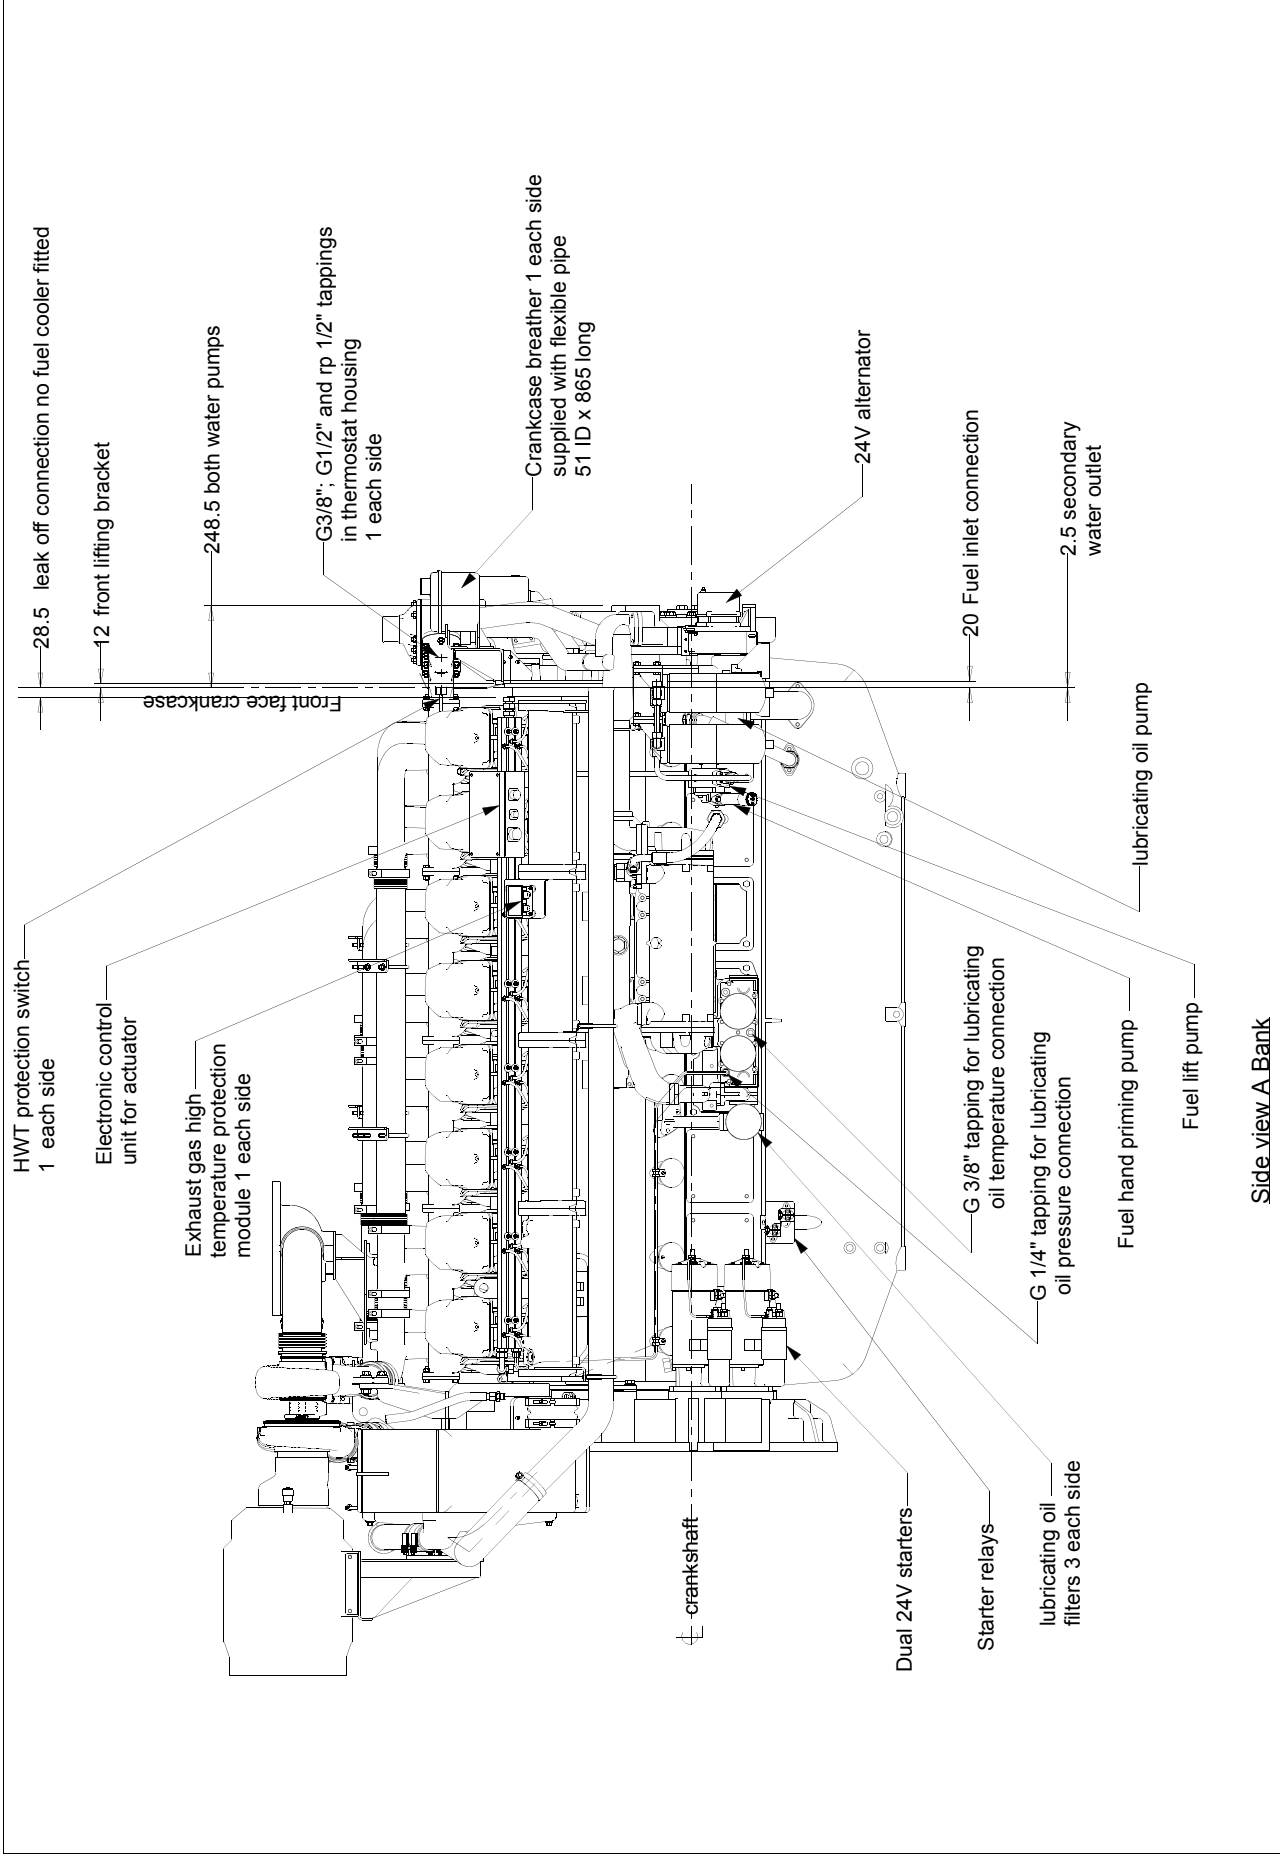 HWT protection switch
1 each side
Electronic control
unit for actuator
Exhaust gas high
temperature protection
module 1 each side
28.5 leak off connection no fuel cooler fitted
12 front lifting bracket
248.5 both water pumps
Front face crankcase
G3/8"; G1/2" and rp 1/2" tappings
in thermostat housing
1 each side
Crankcase breather 1 each side
supplied with flexible pipe
51 ID x 865 long
24V alternator
20 Fuel inlet connection
2.5 secondary
water outlet
lubricating oil pump
Fuel lift pump
Fuel hand priming pump
G 3/8" tapping for lubricating
oil temperature connection
G 1/4" tapping for lubricating
oil pressure connection
lubricating oil
filters 3 each side
Starter relays
Dual 24V starters
crankshaft
Side view A Bank